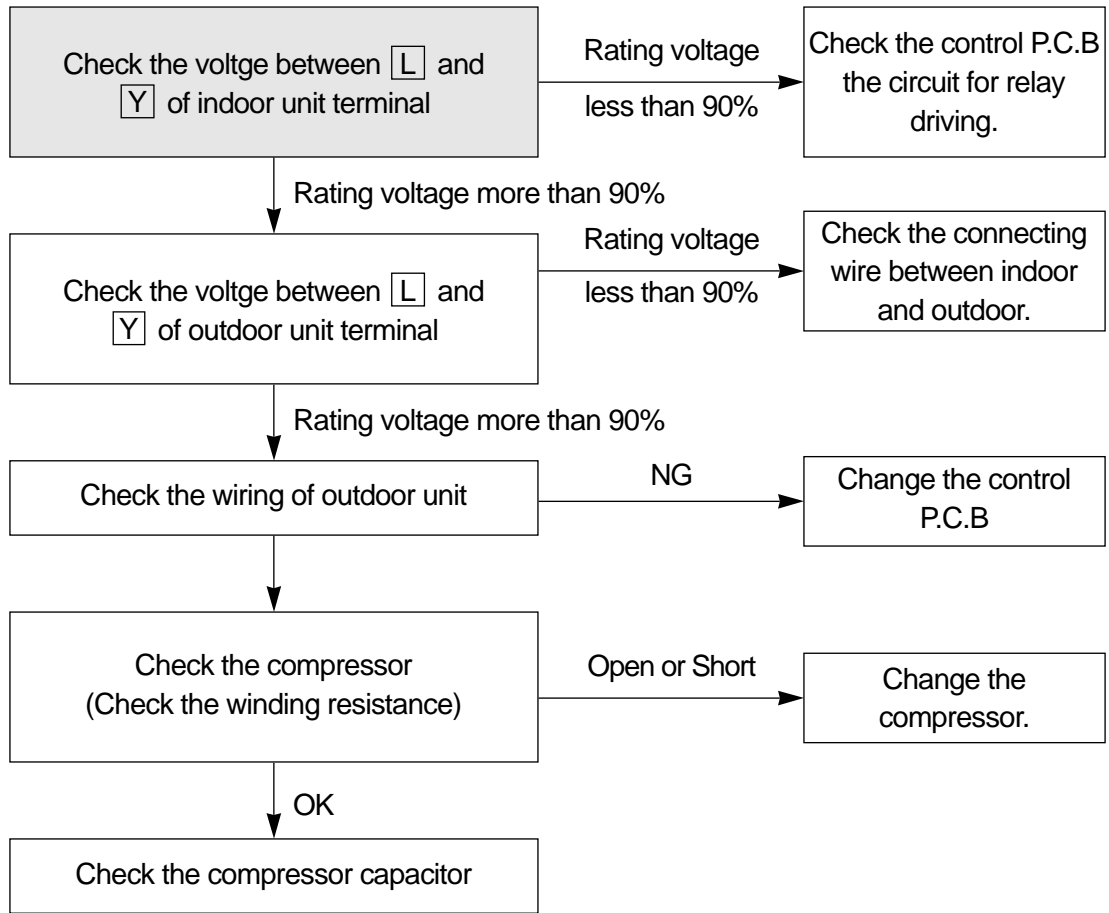 Check the voltge between L and
Y of indoor unit terminal
Rating voltage
less than 90%
Check the control P.C.B
the circuit for relay
driving.
Rating voltage more than 90%
Check the voltge between L and
Y of outdoor unit terminal
Rating voltage
less than 90%
Check the connecting
wire between indoor
and outdoor.
Rating voltage more than 90%
Check the wiring of outdoor unit
NG
Change the control
P.C.B
Check the compressor
(Check the winding resistance)
Open or Short
Change the
compressor.
OK
Check the compressor capacitor